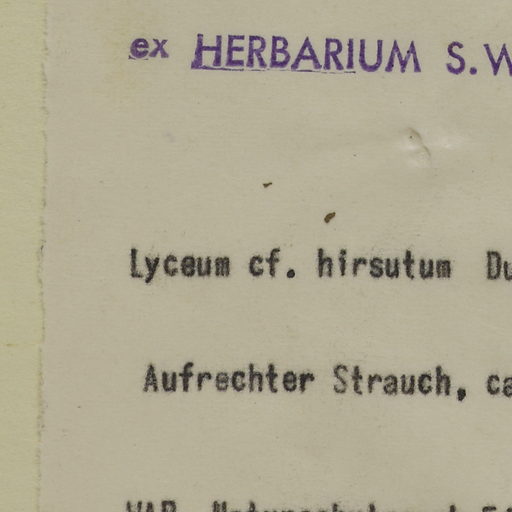 ex HERBARIUM S. W
Lyceum cf. hirsutum Du
Aufrechter Strauch, ca